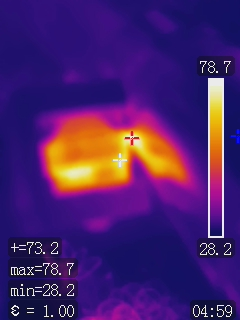 78.7
28.2
+=73.2
max=78.7
min=28.2
ε = 1.00
04:59